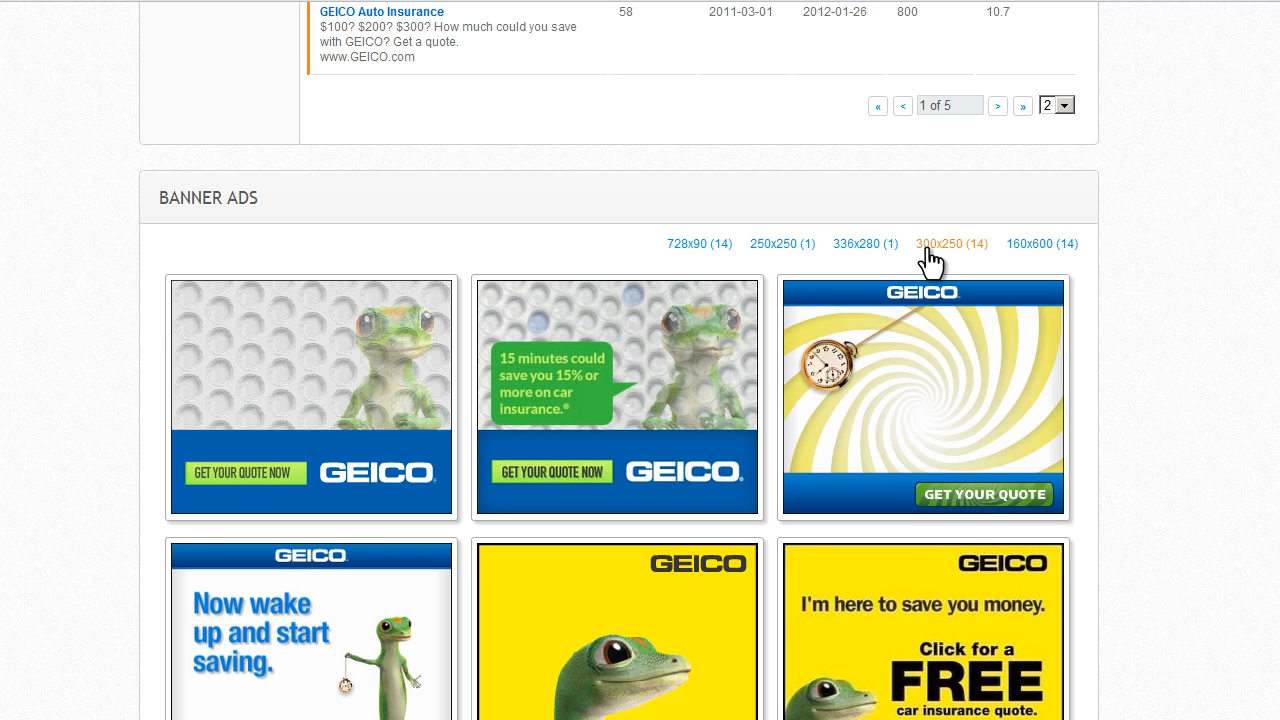 GEICO Auto Insurance 58 2011-03-01 2012-01-26 800 10.7
$100? $200? $300? How much could you save
with GEICO? Get a quote.
www.GEICO.com
« < 1 of 5 > » 2
BANNER ADS
728x90 (14) 250x250 (1) 336x280 (1) 300x250 (14) 160x600 (14)
GET YOUR QUOTE NOW GEICO
15 minutes could
save you 15% or
more on car
insurance.®
GET YOUR QUOTE NOW GEICO
GEICO
GET YOUR QUOTE
GEICO
Now wake
up and start
saving.
GEICO
GEICO
I'm here to save you money.
Click for a
FREE
car insurance quote.